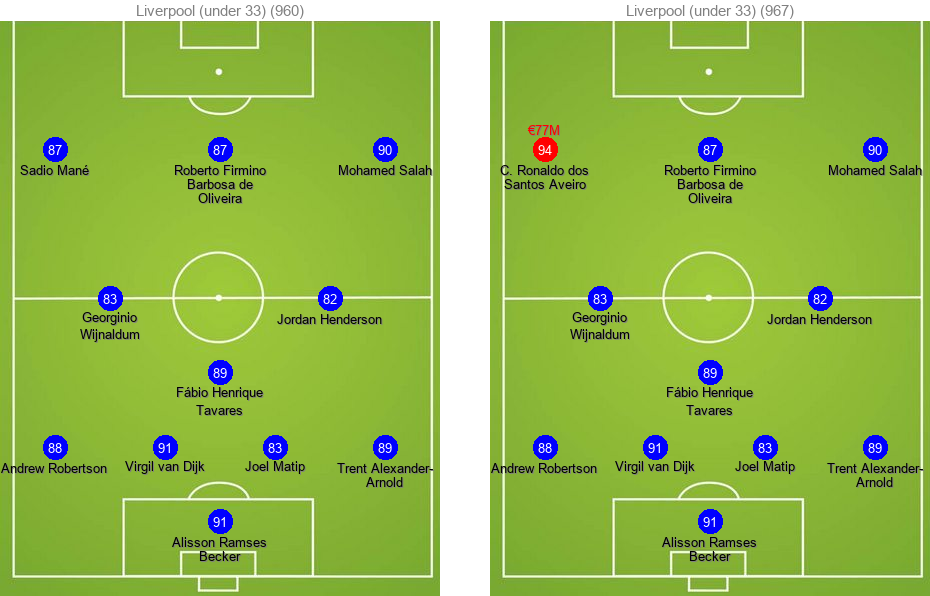 Liverpool (under 33) (960)
87
Sadio Mané
87
Roberto Firmino
Barbosa de
Oliveira
90
Mohamed Salah
83
Georginio
Wijnaldum
82
Jordan Henderson
89
Fábio Henrique
Tavares
88
Andrew Robertson
91
Virgil van Dijk
83
Joel Matip
89
Trent Alexander-
Arnold
91
Alisson Ramses
Becker
Liverpool (under 33) (967)
€77M
94
C. Ronaldo dos
Santos Aveiro
87
Roberto Firmino
Barbosa de
Oliveira
90
Mohamed Salah
83
Georginio
Wijnaldum
82
Jordan Henderson
89
Fábio Henrique
Tavares
88
Andrew Robertson
91
Virgil van Dijk
83
Joel Matip
89
Trent Alexander-
Arnold
91
Alisson Ramses
Becker